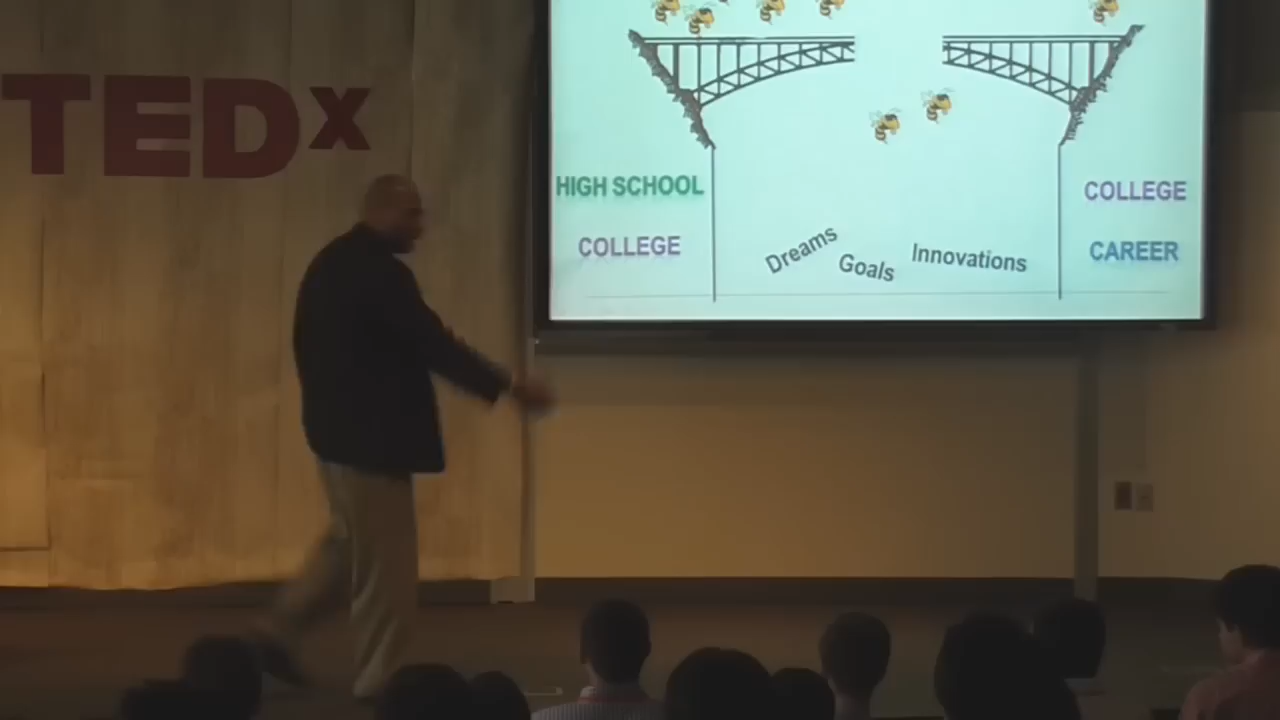 TEDx
HIGH SCHOOL
COLLEGE
Dreams
Goals
Innovations
COLLEGE
CAREER